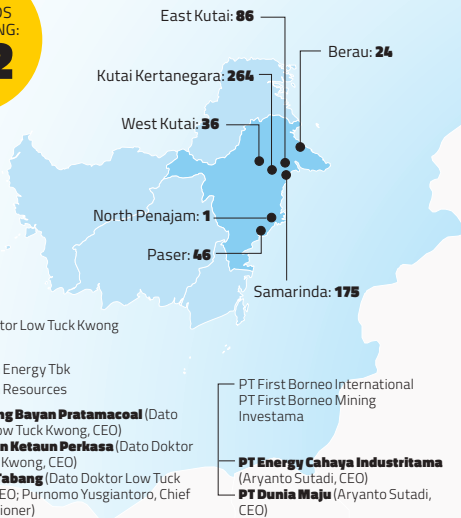 NG:
2
East Kutai: 86
Berau: 24
Kutai Kertanegara: 264
West Kutai: 36
North Penajam: 1
Paser: 46
Samarinda: 175
Low Tuck Kwong
Energy Tbk
Resources
Bayan Pratamacoal (Dato
Tuck Kwong, CEO)
Ketaun Perkasa (Dato Doktor
Kwong, CEO)
Tabang (Dato Doktor Low Tuck
Purnomo Yusgiantoro, Chief
PT First Borneo International
PT First Borneo Mining
Investama
PT Energy Cahaya Industritama
(Aryanto Sutadi, CEO)
PT Dunia Maju (Aryanto Sutadi,
CEO)